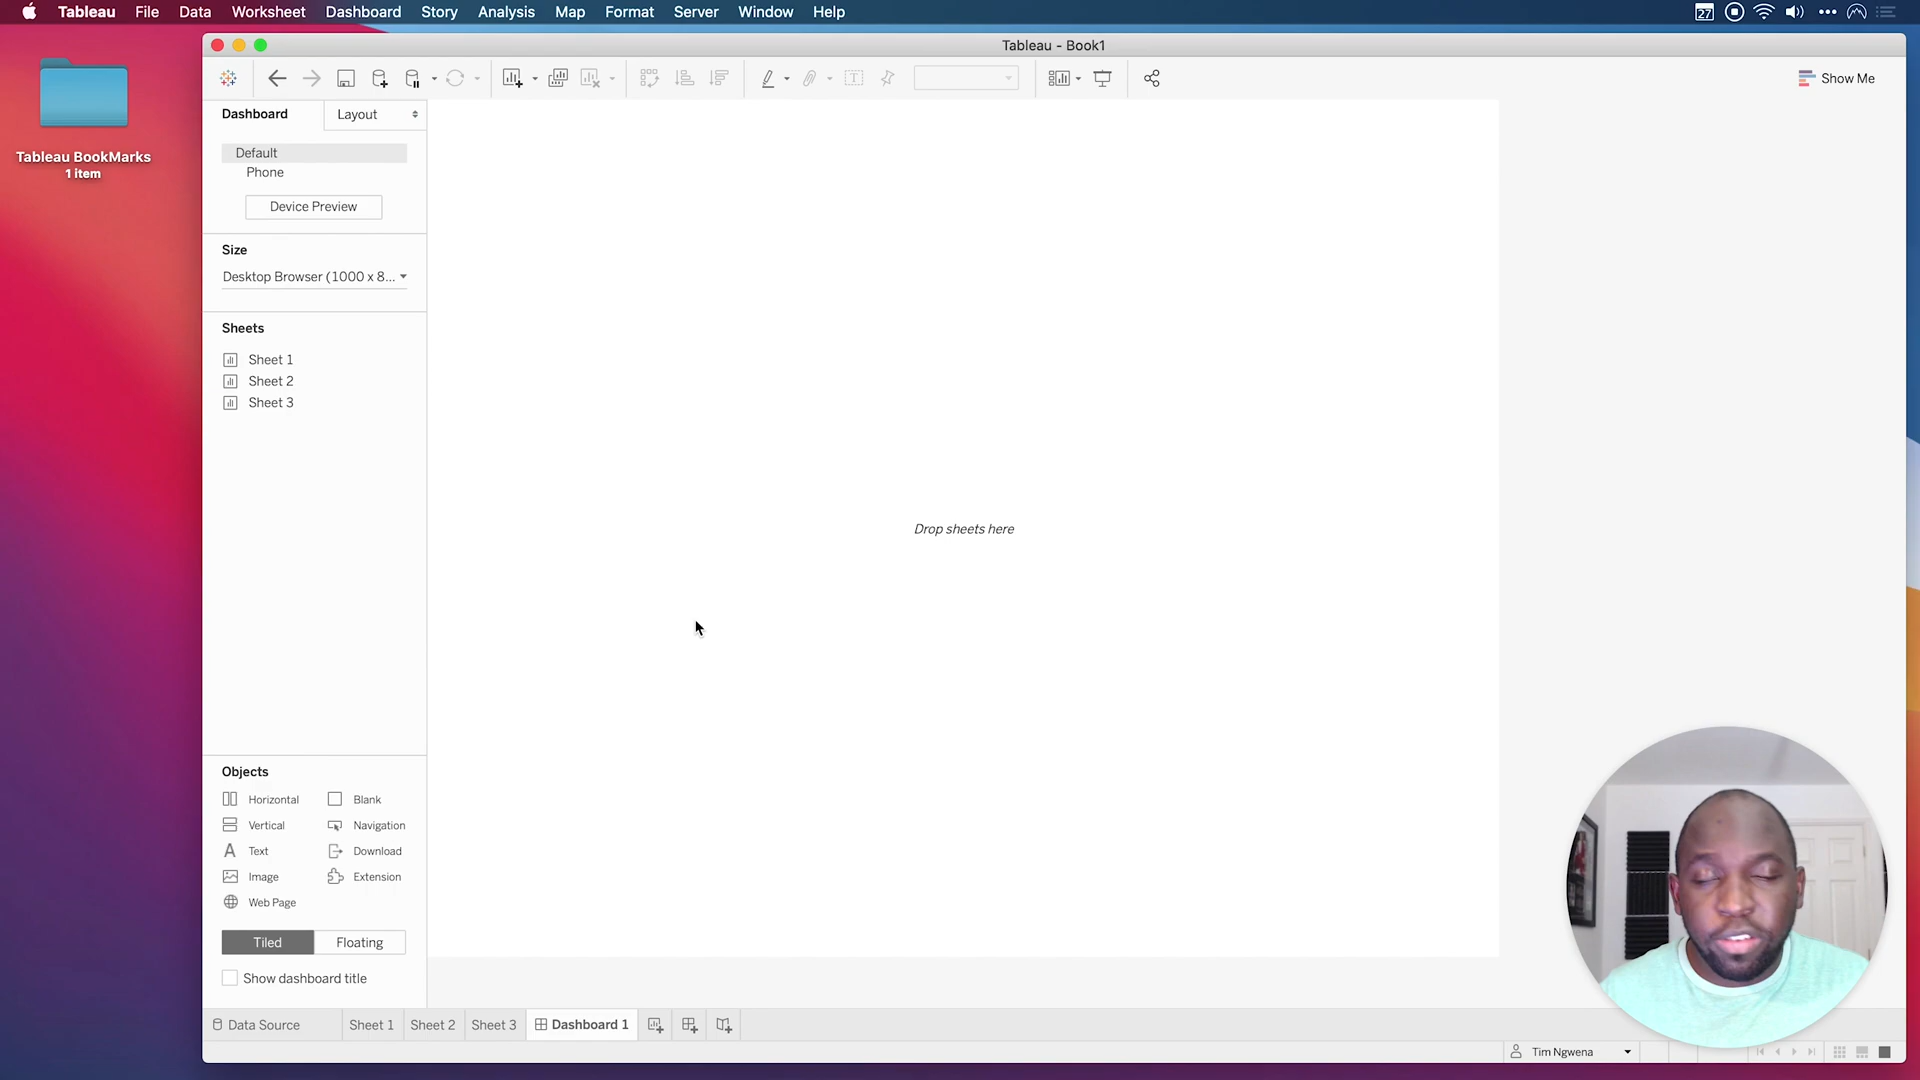 Tableau File Data Worksheet Dashboard Story Analysis Map Format Server Window Help 27
Tableau - Book1
Show Me
Tableau BookMarks
1 item
Dashboard Layout
Default
Phone
Device Preview
Size
Desktop Browser (1000 x 8...
Sheets
Sheet 1
Sheet 2
Sheet 3
Drop sheets here
Objects
Horizontal Blank
Vertical Navigation
Text Download
Image Extension
Web Page
Tiled Floating
Show dashboard title
Data Source Sheet 1 Sheet 2 Sheet 3 Dashboard 1
Tim Ngwena